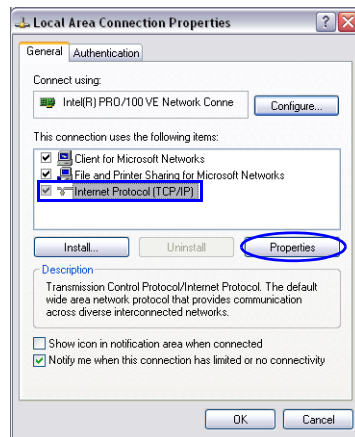 Local Area Connection Properties
General Authentication
Connect using:
Intel(R) PRO/100 VE Network Conne
Configure...
This connection uses the following items:
Client for Microsoft Networks
File and Printer Sharing for Microsoft Networks
Internet Protocol (TCP/IP)
Install... Uninstall Properties
Description
Transmission Control Protocol/Internet Protocol. The default
wide area network protocol that provides communication
across diverse interconnected networks.
Show icon in notification area when connected
Notify me when this connection has limited or no connectivity
OK Cancel